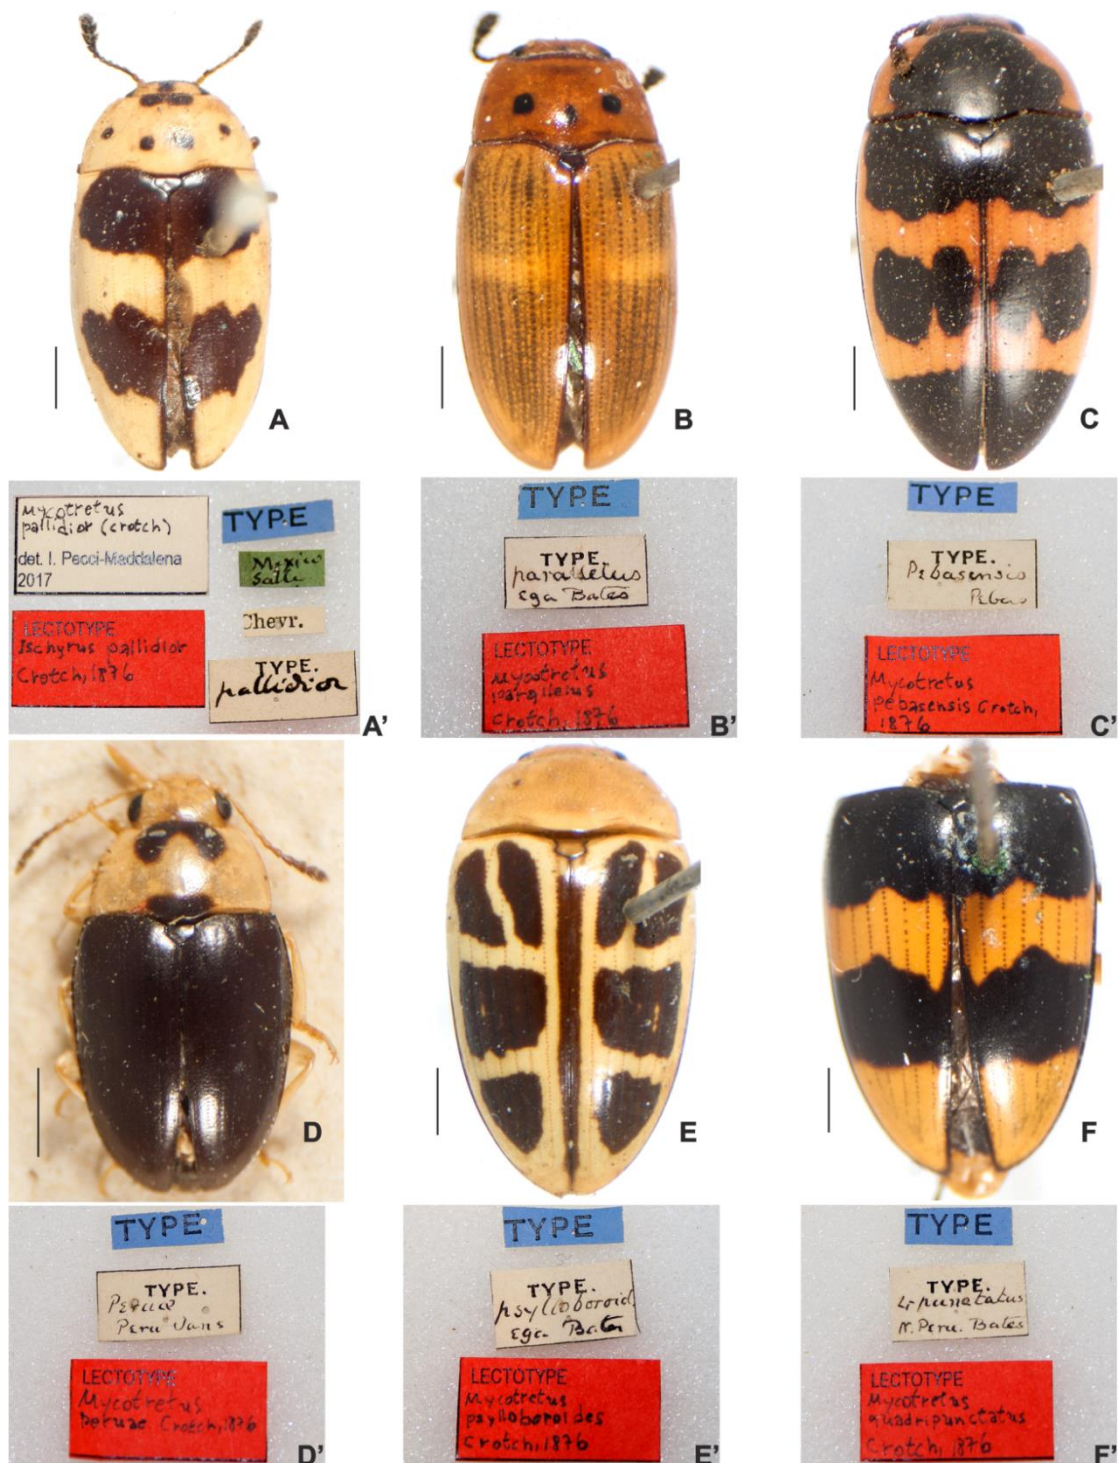 A
B
C
Mycotretus
pallidior (Crotch)
det. I. Pecci-Maddalena
2017
LECTOTYPE
Ischyrus pallidior
Crotch, 1876
TYPE
Mexico
Sallé
Chevr.
TYPE.
pallidior
A'
TYPE
TYPE.
parallelus
Ega Bates
LECTOTYPE
Mycotretus
parallelus
Crotch, 1876
B'
TYPE
TYPE.
Pebasensis
Pebas
LECTOTYPE
Mycotretus
pebasensis Crotch,
1876
C'
D
E
F
TYPE
TYPE.
Peruae
Peru Vans
LECTOTYPE
Mycotretus
peruae Crotch, 1876
D'
TYPE
TYPE.
psylloboroid.
Ega. Bates
LECTOTYPE
Mycotretus
psylloboroides
Crotch, 1876
E'
TYPE
TYPE.
4-punctatus
N. Peru. Bates
LECTOTYPE
Mycotretus
quadripunctatus
Crotch, 1876
F'